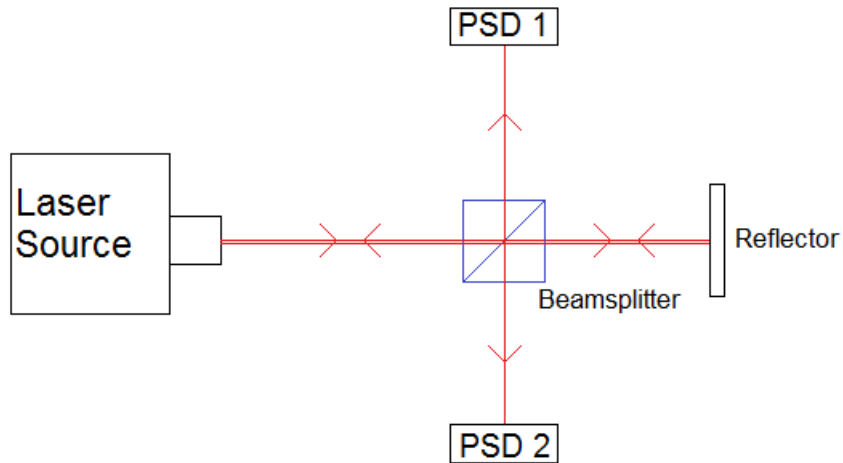 PSD 1
Laser
Source
Reflector
Beamsplitter
PSD 2